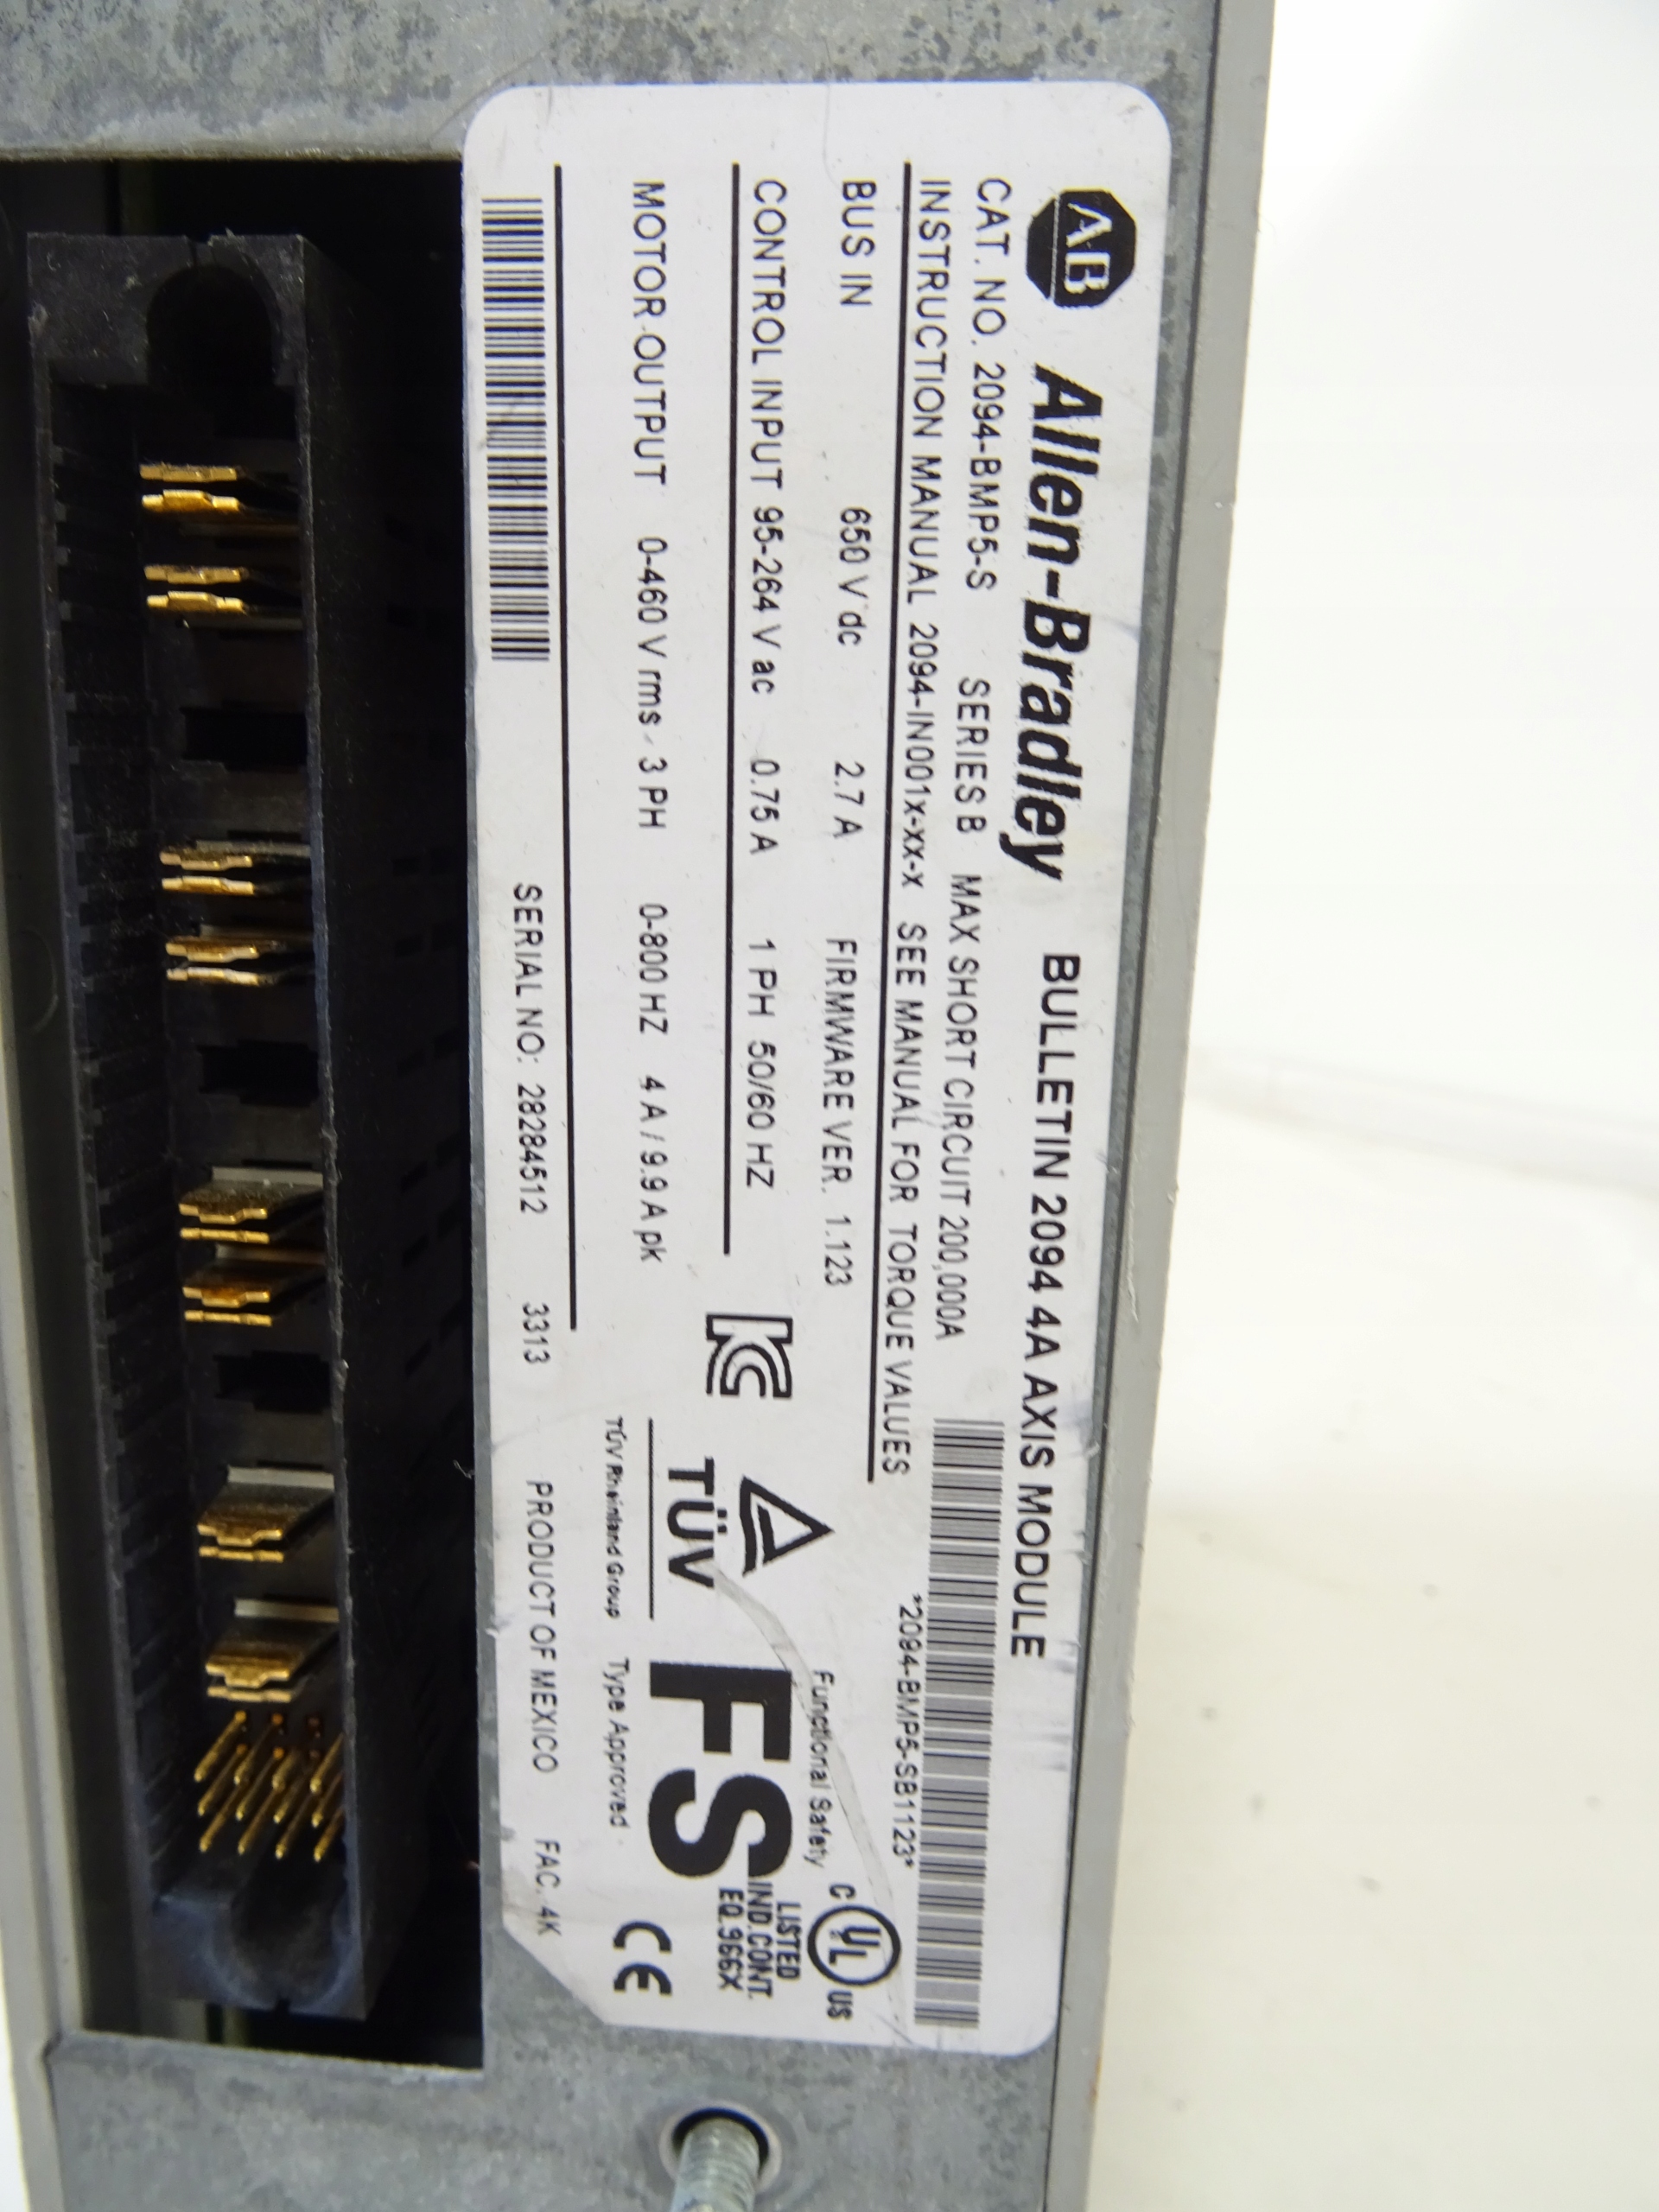 AB Allen-Bradley BULLETIN 2094 4A AXIS MODULE
CAT. NO. 2094-BMP5-S SERIES B MAX SHORT CIRCUIT 200,000A
INSTRUCTION MANUAL 2094-IN001x-xx-x SEE MANUAL FOR TORQUE VALUES
*2094-BMP5-SB1123*
BUS IN 650 V dc 2.7 A FIRMWARE VER. 1.123
CONTROL INPUT 95-264 V ac 0.75 A 1 PH 50/60 HZ
MOTOR OUTPUT 0-460 V rms 3 PH 0-800 HZ 4 A / 9.9 A pk
KC
TÜV
TÜV Rheinland Group
Functional Safety
FS
Type Approved
C UL US
LISTED
IND. CONT.
EQ. 966X
CE
SERIAL NO: 28284512 3313 PRODUCT OF MEXICO FAC. 4K